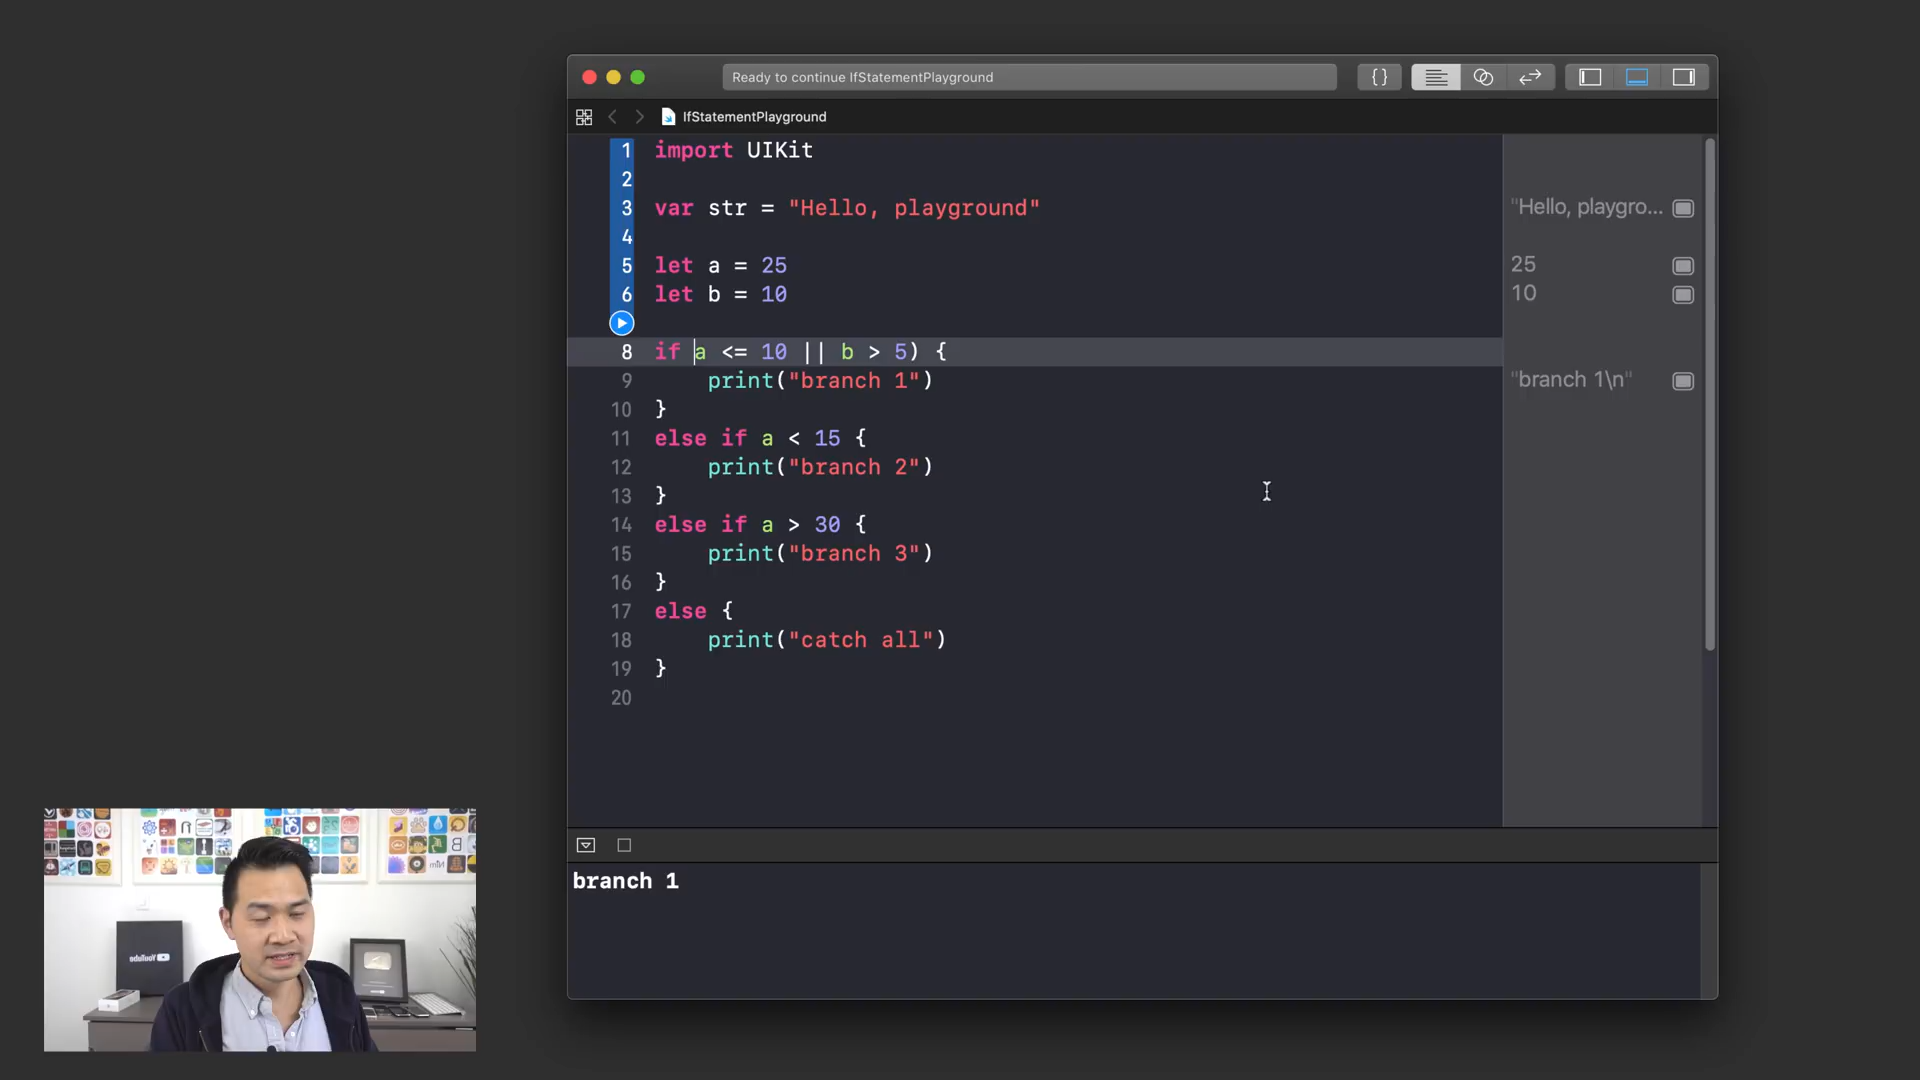 Ready to continue IfStatementPlayground
{ }
IfStatementPlayground
1 import UIKit
2
3 var str = "Hello, playground"
"Hello, playgro...
4
5 let a = 25
25
6 let b = 10
10
8 if a <= 10 || b > 5) {
9 print("branch 1")
"branch 1\n"
10 }
11 else if a < 15 {
12 print("branch 2")
13 }
14 else if a > 30 {
15 print("branch 3")
16 }
17 else {
18 print("catch all")
19 }
20
branch 1